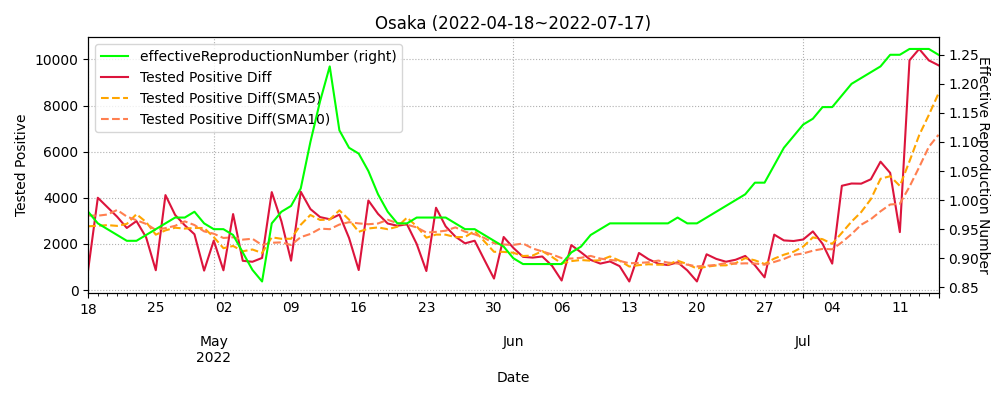 Osaka (2022-04-18~2022-07-17)
effectiveReproductionNumber (right)
Tested Positive Diff
Tested Positive Diff(SMA5)
Tested Positive Diff(SMA10)
Tested Positive
10000
8000
6000
4000
2000
0
1.25
1.20
1.15
1.10
1.05
1.00
0.95
0.90
0.85
Effective Reproduction Number
18 25 02 09 16 23 30 06 13 20 27 04 11
May Jun Jul
2022
Date